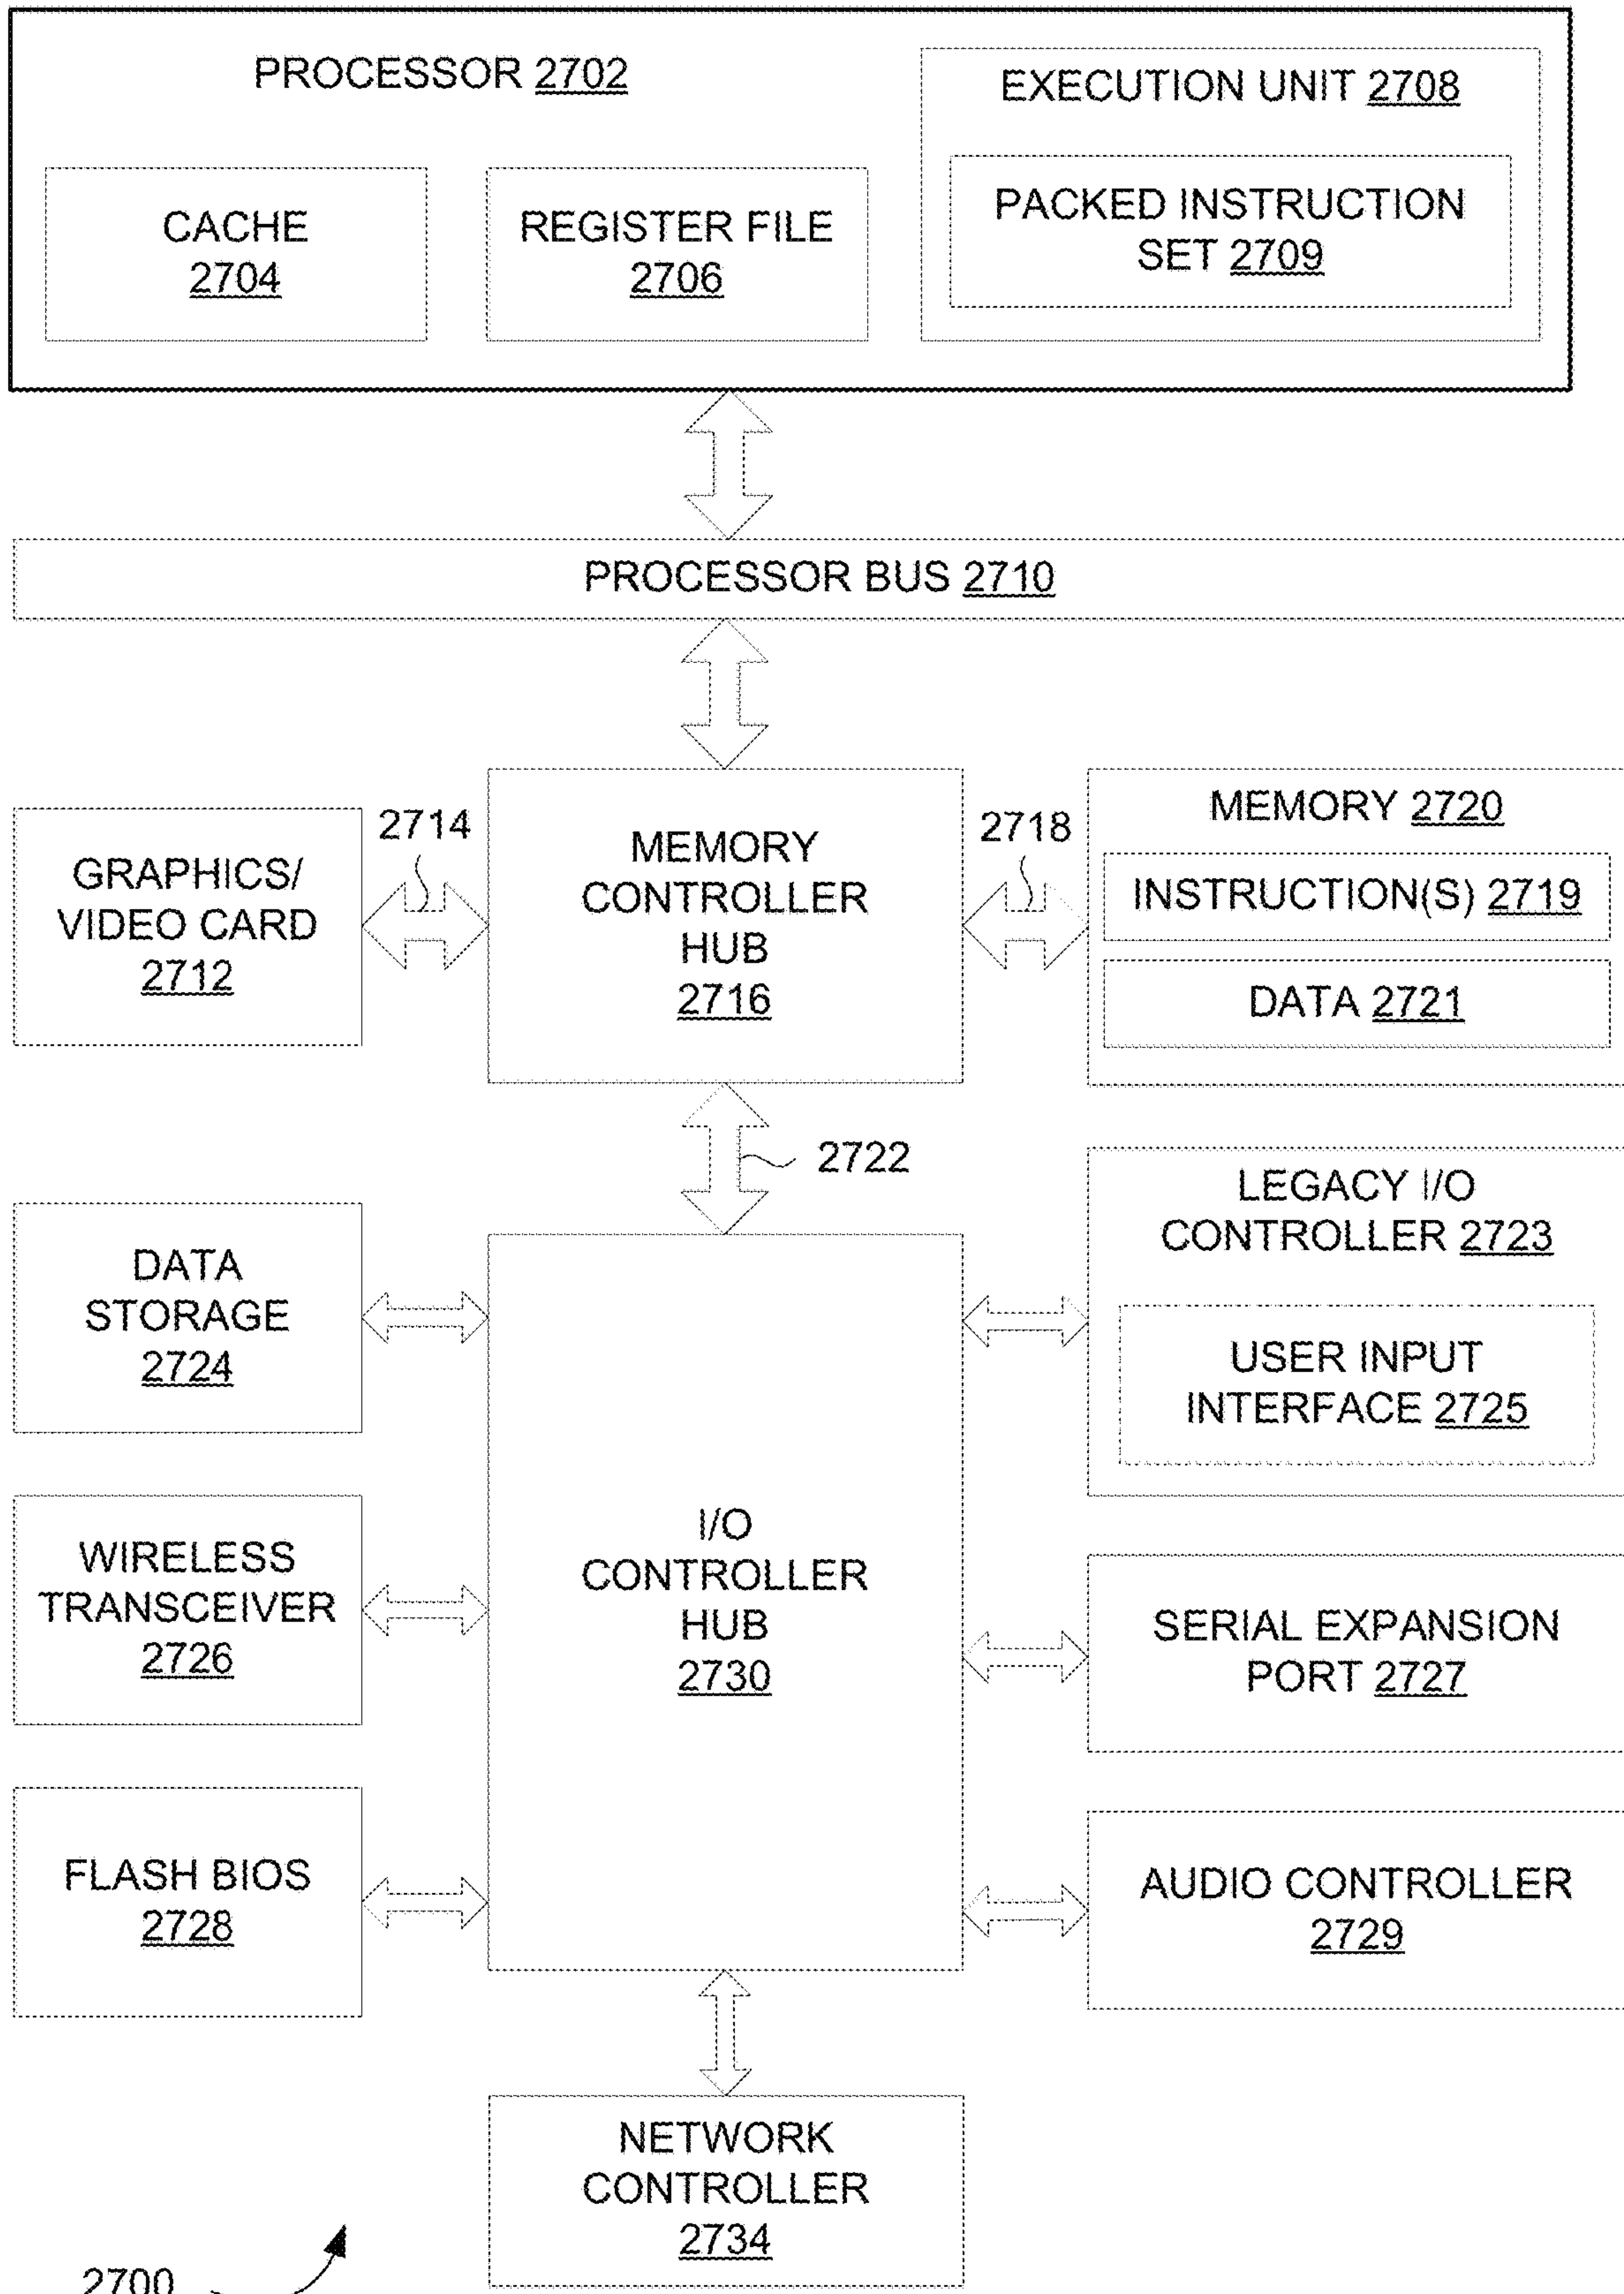 PROCESSOR 2702
EXECUTION UNIT 2708
PACKED INSTRUCTION
SET 2709
CACHE
2704
REGISTER FILE
2706
PROCESSOR BUS 2710
GRAPHICS/
VIDEO CARD
2712
2714
MEMORY
CONTROLLER
HUB
2716
2718
MEMORY 2720
INSTRUCTION(S) 2719
DATA 2721
2722
DATA
STORAGE
2724
LEGACY I/O
CONTROLLER 2723
USER INPUT
INTERFACE 2725
WIRELESS
TRANSCEIVER
2726
I/O
CONTROLLER
HUB
2730
SERIAL EXPANSION
PORT 2727
FLASH BIOS
2728
AUDIO CONTROLLER
2729
NETWORK
CONTROLLER
2734
2700